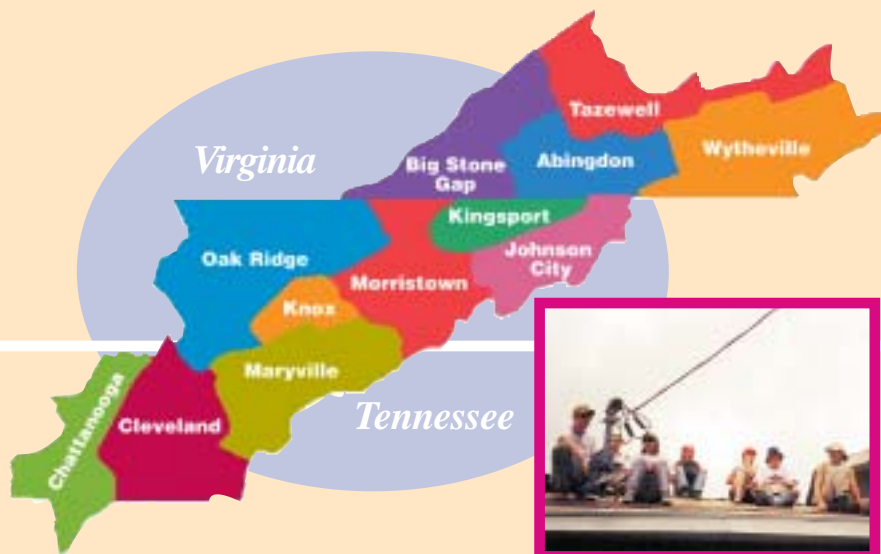 Tazewell
Virginia
Big Stone
Gap
Abingdon
Wytheville
Kingsport
Oak Ridge
Johnson
City
Morristown
Knox
Maryville
Chattanooga
Cleveland
Tennessee